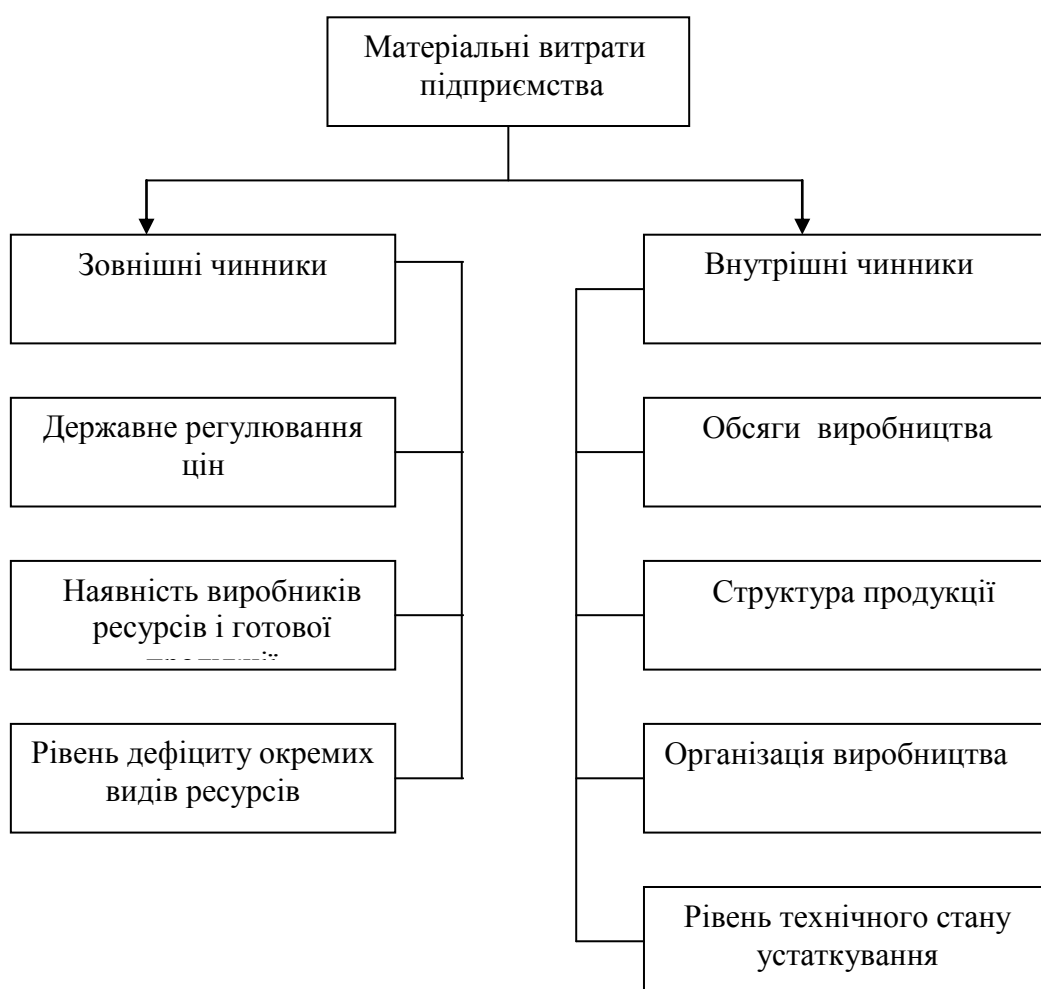 Матеріальні витрати
підприємства
Зовнішні чинники
Внутрішні чинники
Державне регулювання
цін
Обсяги виробництва
Наявність виробників
ресурсів і готової
Структура продукції
Рівень дефіциту окремих
видів ресурсів
Організація виробництва
Рівень технічного стану
устаткування